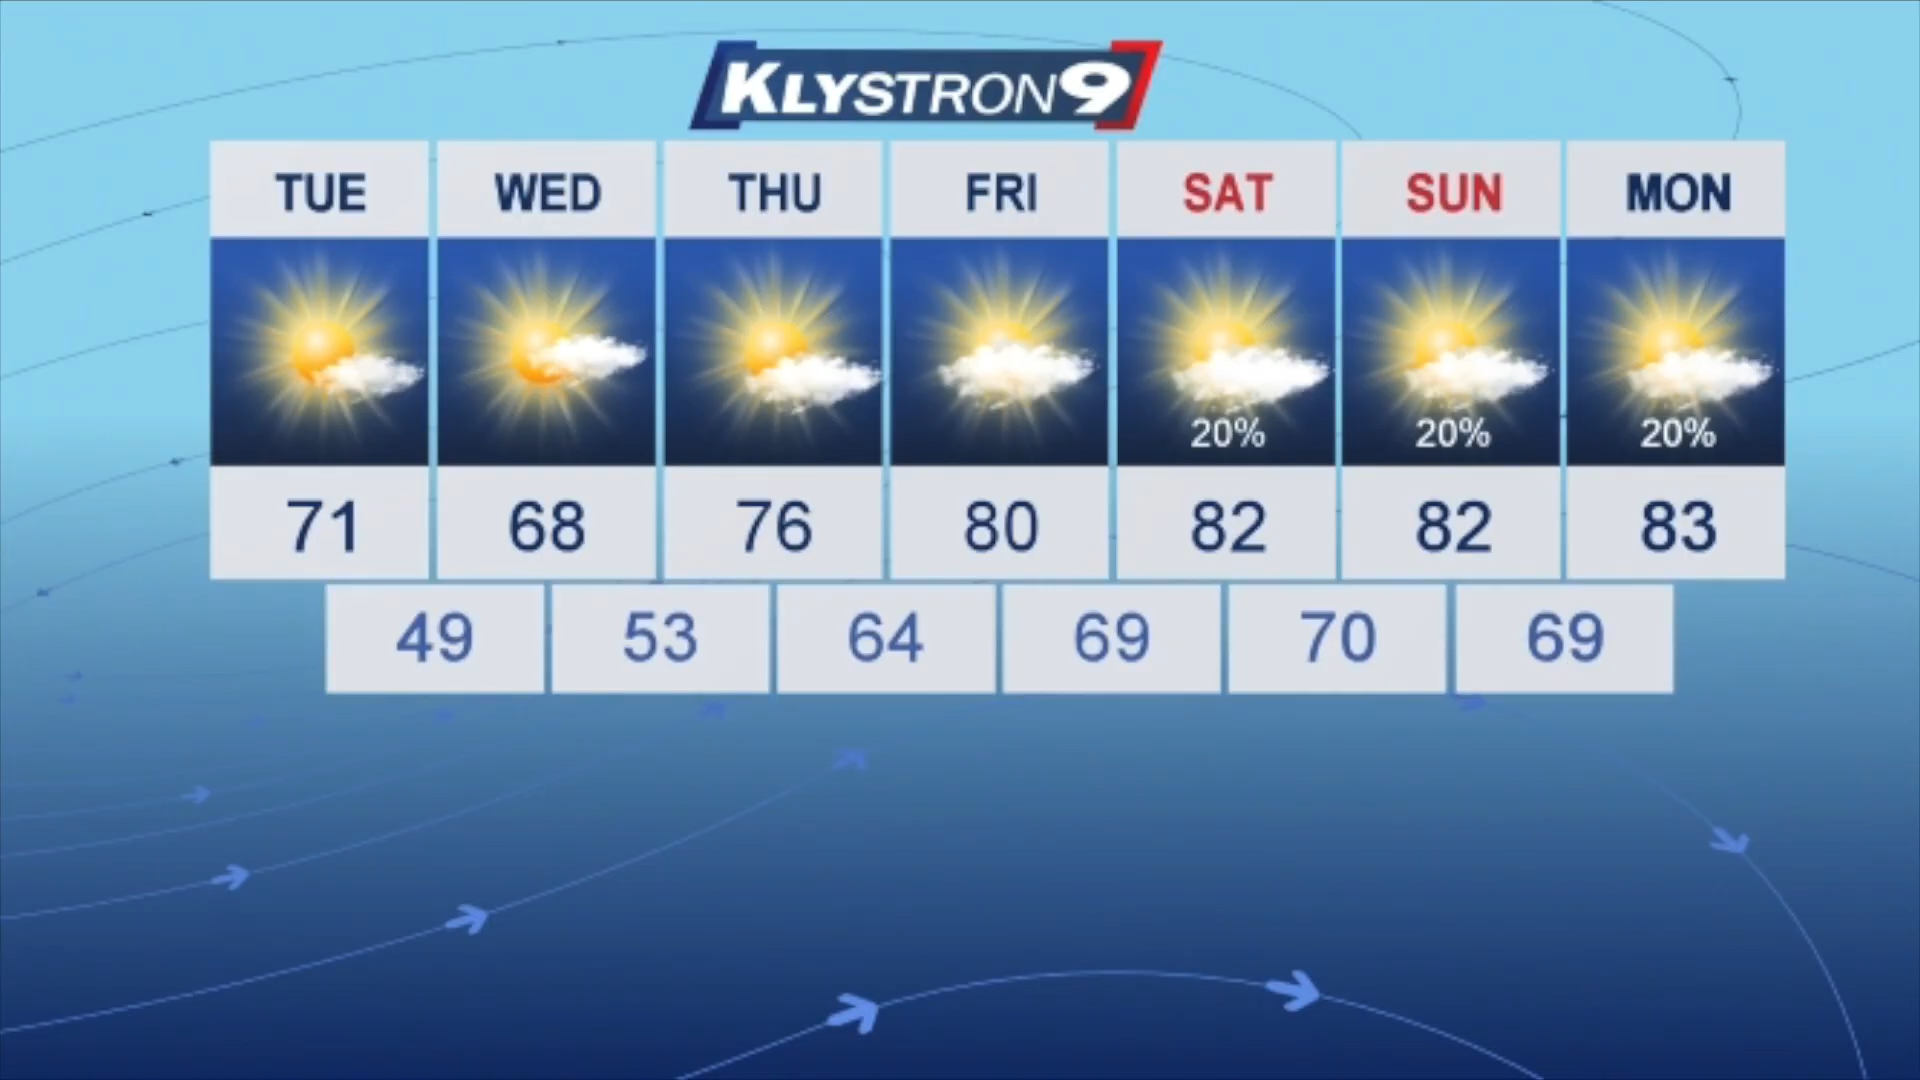 KLYSTRON9
TUE WED THU FRI SAT SUN MON
20% 20% 20%
71 68 76 80 82 82 83
49 53 64 69 70 69